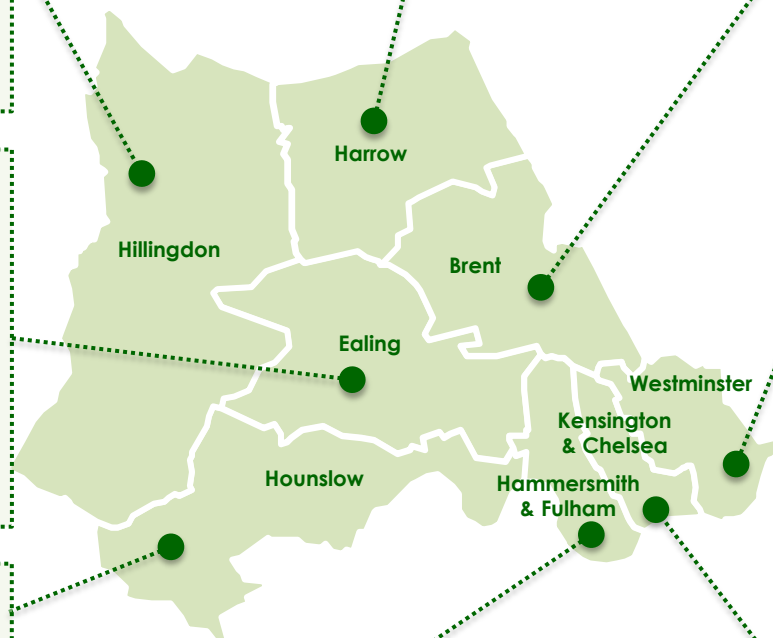 Harrow
Hillingdon
Brent
Ealing
Westminster
Kensington
& Chelsea
Hounslow
Hammersmith
& Fulham